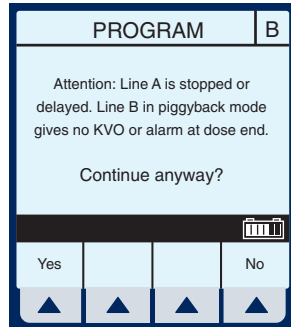 PROGRAM B
Attention: Line A is stopped or
delayed. Line B in piggyback mode
gives no KVO or alarm at dose end.
Continue anyway?
Yes No